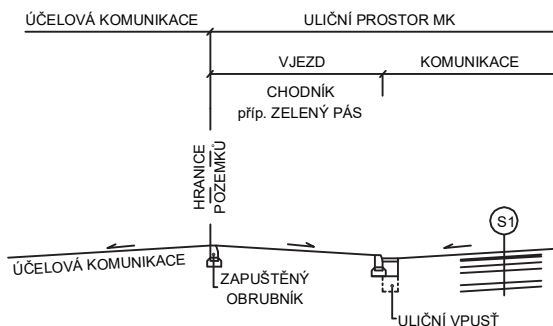 ÚČELOVÁ KOMUNIKACE
ULIČNÍ PROSTOR MK
VJEZD
KOMUNIKACE
CHODNÍK
příp. ZELENÝ PÁS
HRANICE
POZEMKŮ
S1
ÚČELOVÁ KOMUNIKACE
ZAPUŠTĚNÝ
OBRUBNÍK
ULIČNÍ VPUSŤ